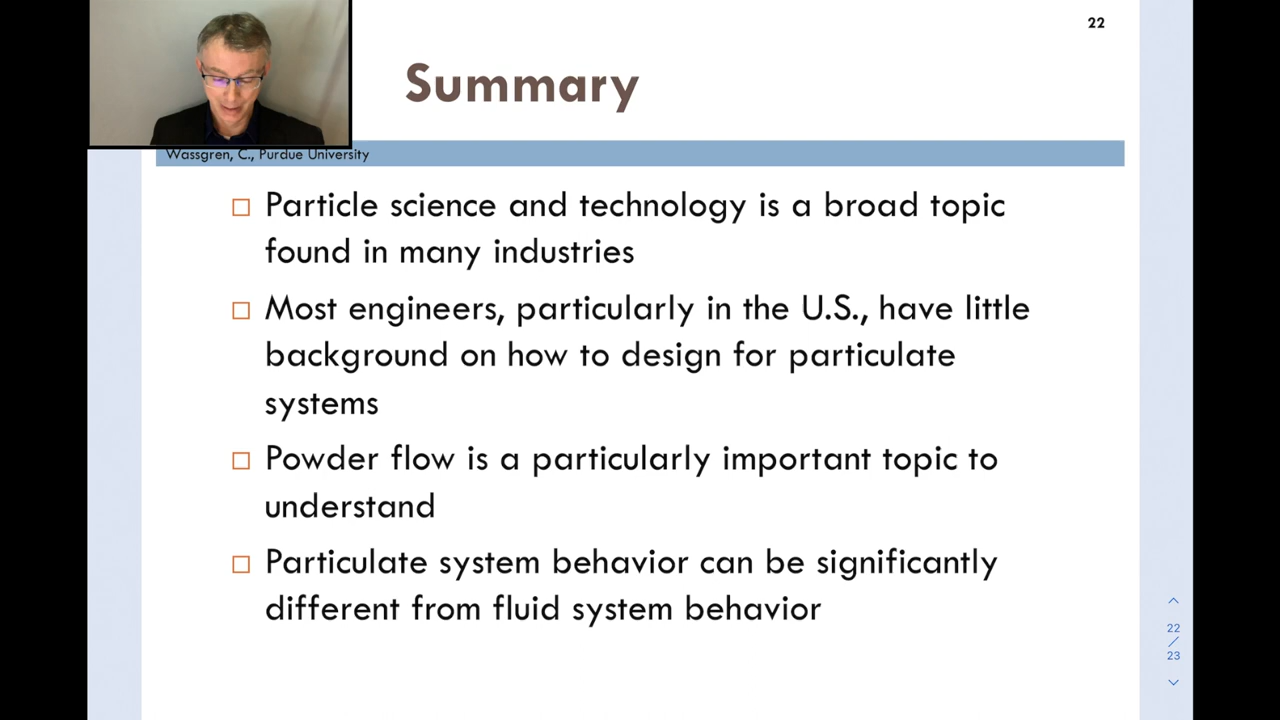 22
Summary
Wassgren, C., Purdue University
Particle science and technology is a broad topic
found in many industries
Most engineers, particularly in the U.S., have little
background on how to design for particulate
systems
Powder flow is a particularly important topic to
understand
Particulate system behavior can be significantly
different from fluid system behavior
22
/
23